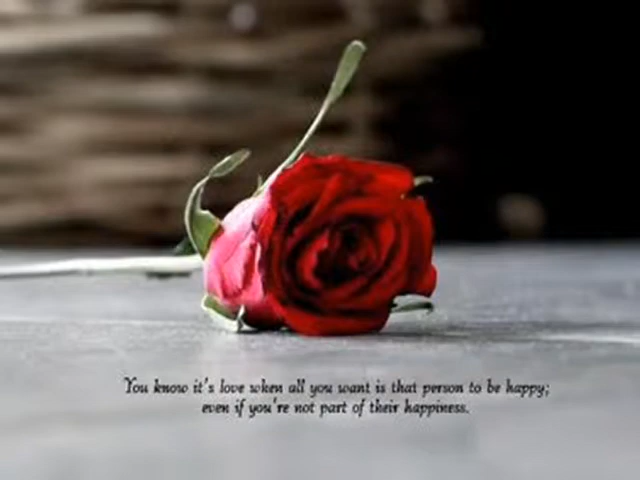 You know it's love when all you want is that person to be happy;
even if you're not part of their happiness.